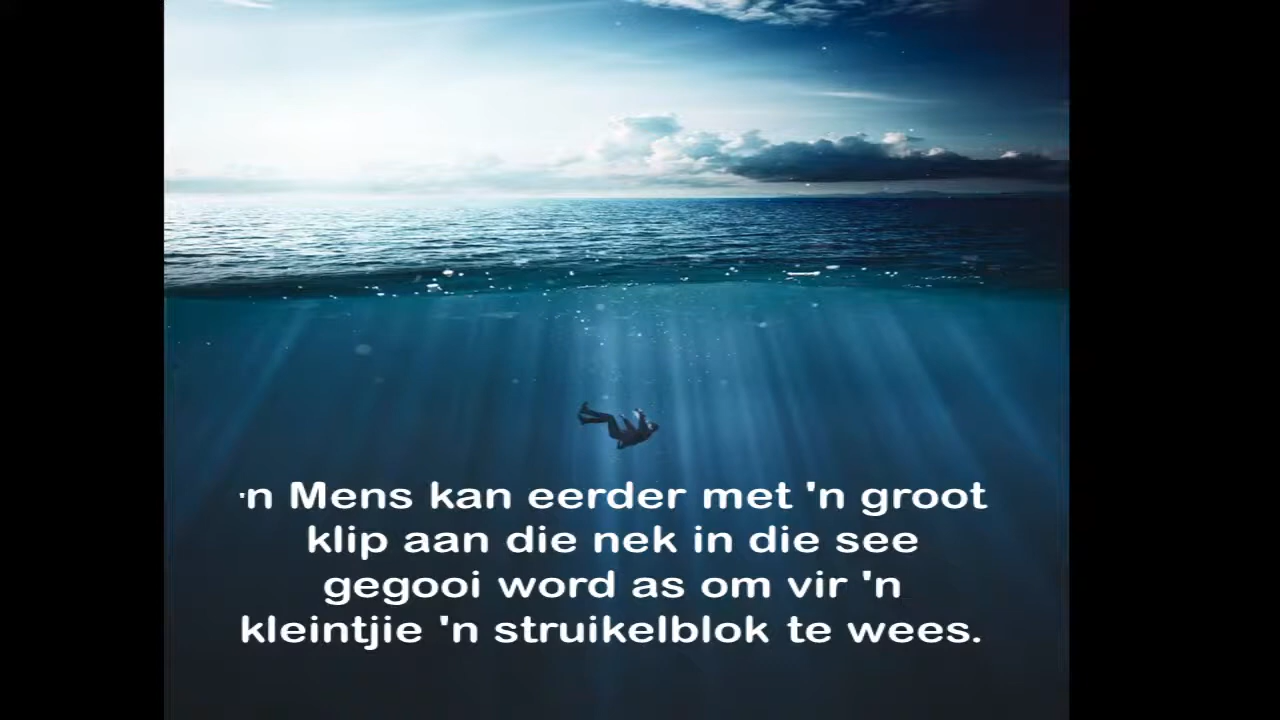 'n Mens kan eerder met 'n groot
klip aan die nek in die see
gegooi word as om vir 'n
kleintjie 'n struikelblok te wees.